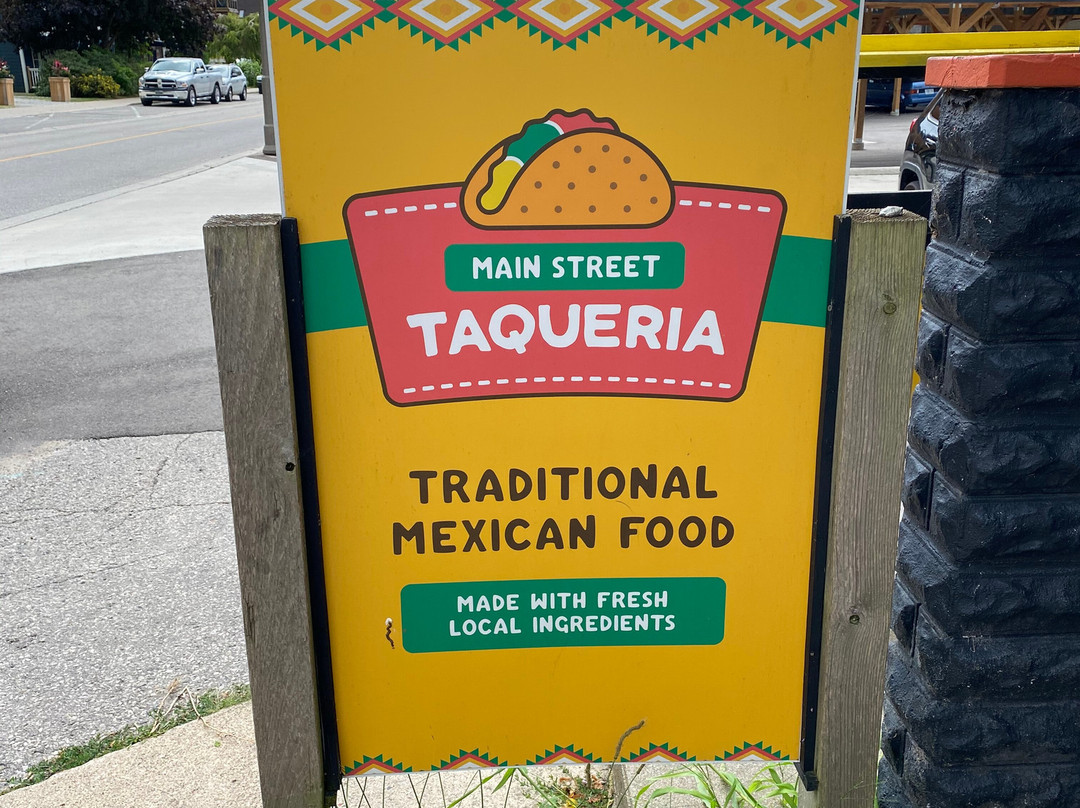 MAIN STREET
TAQUERIA
TRADITIONAL
MEXICAN FOOD
MADE WITH FRESH
LOCAL INGREDIENTS